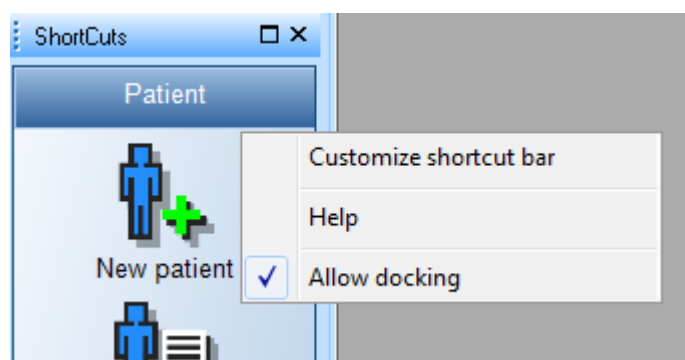 ShortCuts
Patient
New patient
Customize shortcut bar
Help
Allow docking